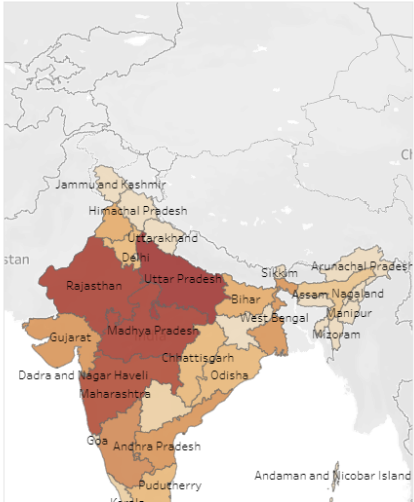 Ch
Jammu and Kashmir
Himachal Pradesh
Uttarakhand
Delhi
stan
Rajasthan
Uttar Pradesh
Sikkim
Arunachal Pradesh
Bihar
Assam
Nagaland
Manipur
West Bengal
Mizoram
Gujarat
Madhya Pradesh
Chhattisgarh
Dadra and Nagar Haveli
Odisha
Maharashtra
Goa
Andhra Pradesh
Puducherry
Andaman and Nicobar Island
Kerala